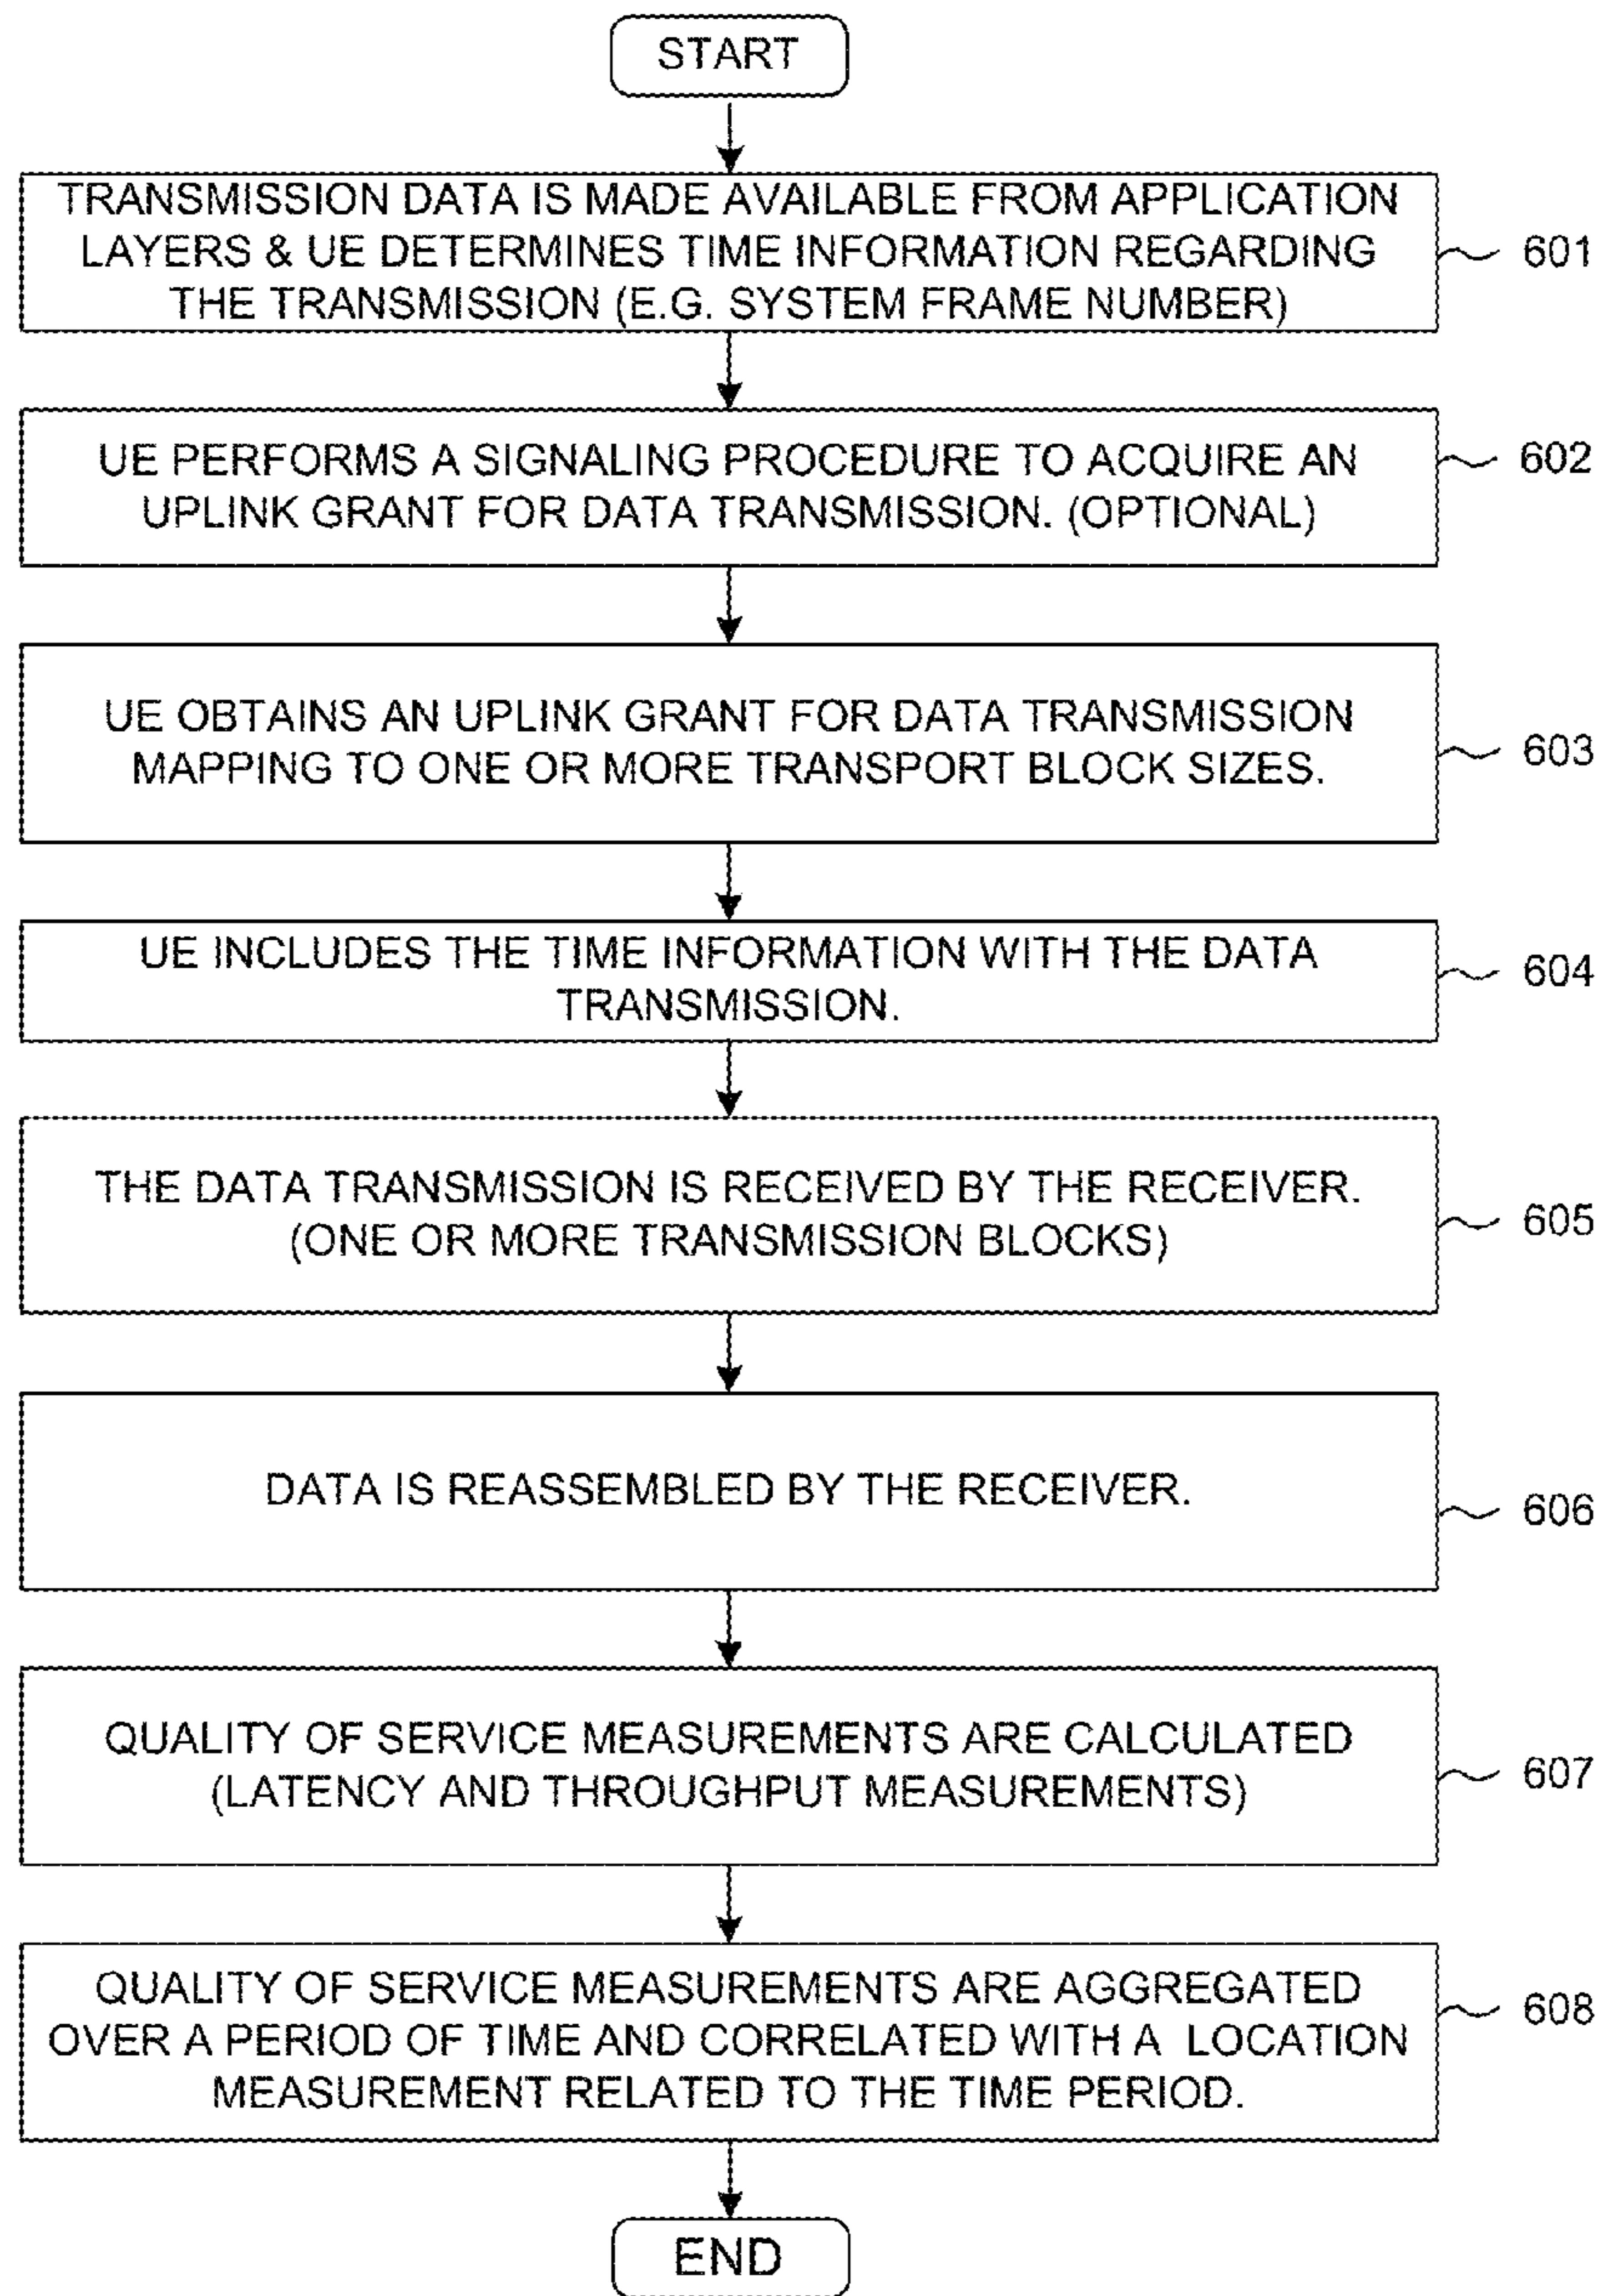 START
TRANSMISSION DATA IS MADE AVAILABLE FROM APPLICATION
LAYERS & UE DETERMINES TIME INFORMATION REGARDING
THE TRANSMISSION (E.G. SYSTEM FRAME NUMBER)
601
UE PERFORMS A SIGNALING PROCEDURE TO ACQUIRE AN
UPLINK GRANT FOR DATA TRANSMISSION. (OPTIONAL)
602
UE OBTAINS AN UPLINK GRANT FOR DATA TRANSMISSION
MAPPING TO ONE OR MORE TRANSPORT BLOCK SIZES.
603
UE INCLUDES THE TIME INFORMATION WITH THE DATA
TRANSMISSION.
604
THE DATA TRANSMISSION IS RECEIVED BY THE RECEIVER.
(ONE OR MORE TRANSMISSION BLOCKS)
605
DATA IS REASSEMBLED BY THE RECEIVER.
606
QUALITY OF SERVICE MEASUREMENTS ARE CALCULATED
(LATENCY AND THROUGHPUT MEASUREMENTS)
607
QUALITY OF SERVICE MEASUREMENTS ARE AGGREGATED
OVER A PERIOD OF TIME AND CORRELATED WITH A LOCATION
MEASUREMENT RELATED TO THE TIME PERIOD.
608
END